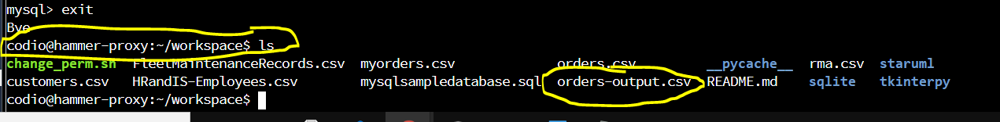 mysql> exit
Bye
codio@hammer-proxy:~/workspace$ ls
change_perm.sh FleetMaintenanceRecords.csv myorders.csv orders.csv __pycache__ rma.csv staruml
customers.csv HRandIS-Employees.csv mysqlsampledatabase.sql orders-output.csv README.md sqlite tkinterpy
codio@hammer-proxy:~/workspace$